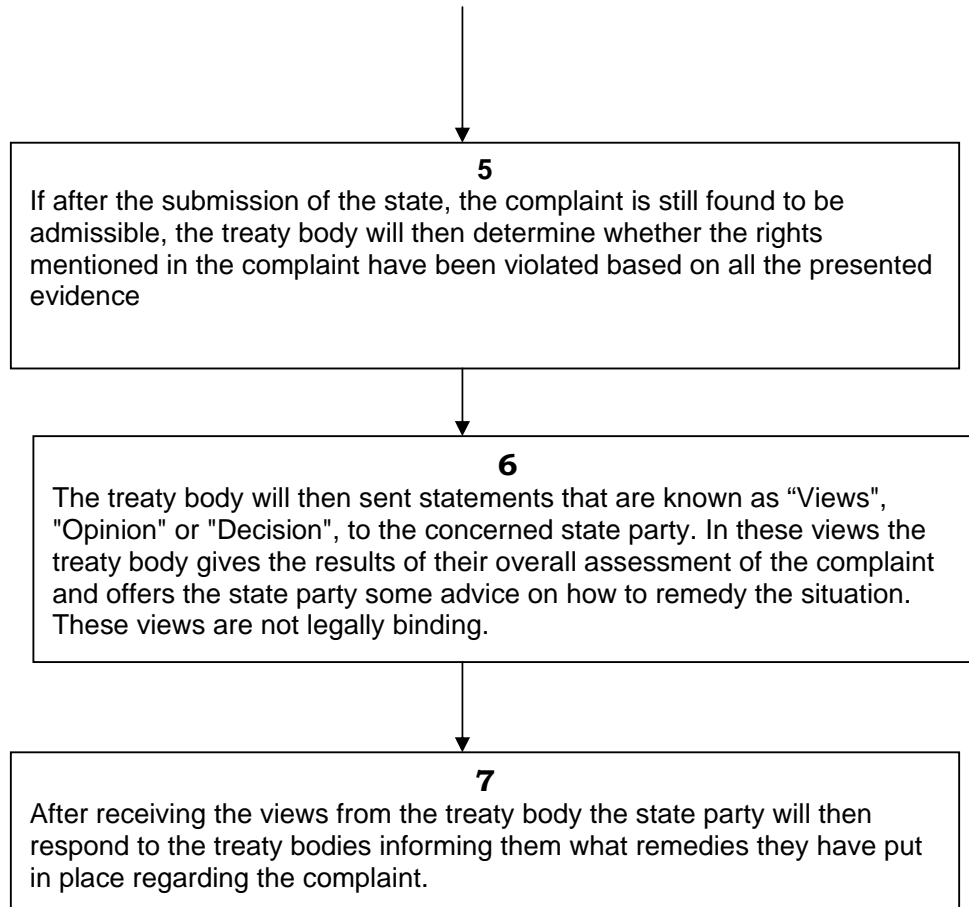 5
If after the submission of the state, the complaint is still found to be
admissible, the treaty body will then determine whether the rights
mentioned in the complaint have been violated based on all the presented
evidence
6
The treaty body will then sent statements that are known as “Views",
"Opinion" or "Decision", to the concerned state party. In these views the
treaty body gives the results of their overall assessment of the complaint
and offers the state party some advice on how to remedy the situation.
These views are not legally binding.
7
After receiving the views from the treaty body the state party will then
respond to the treaty bodies informing them what remedies they have put
in place regarding the complaint.